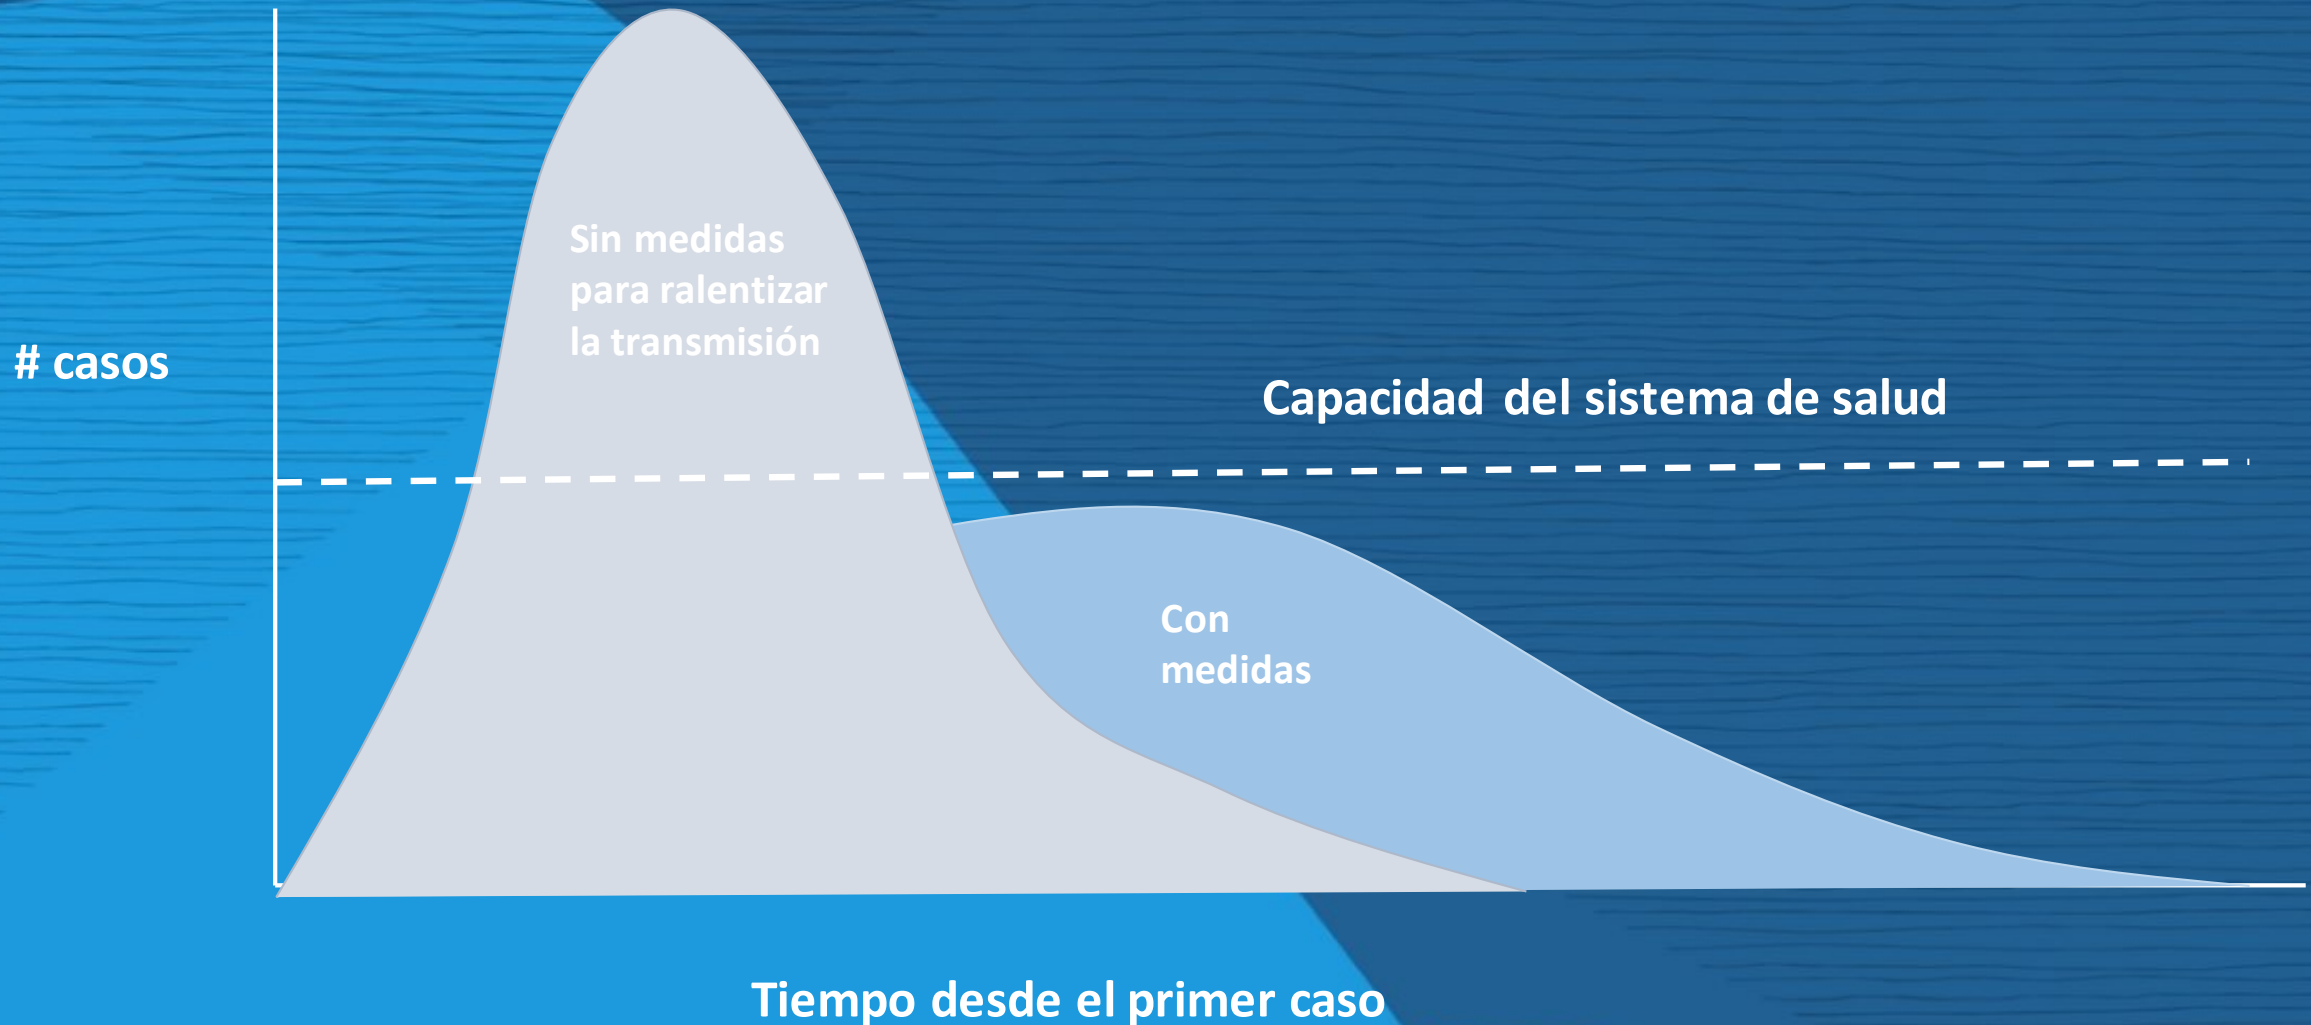 Sin medidas
para ralentizar
la transmisión
# casos
Capacidad del sistema de salud
Con
medidas
Tiempo desde el primer caso